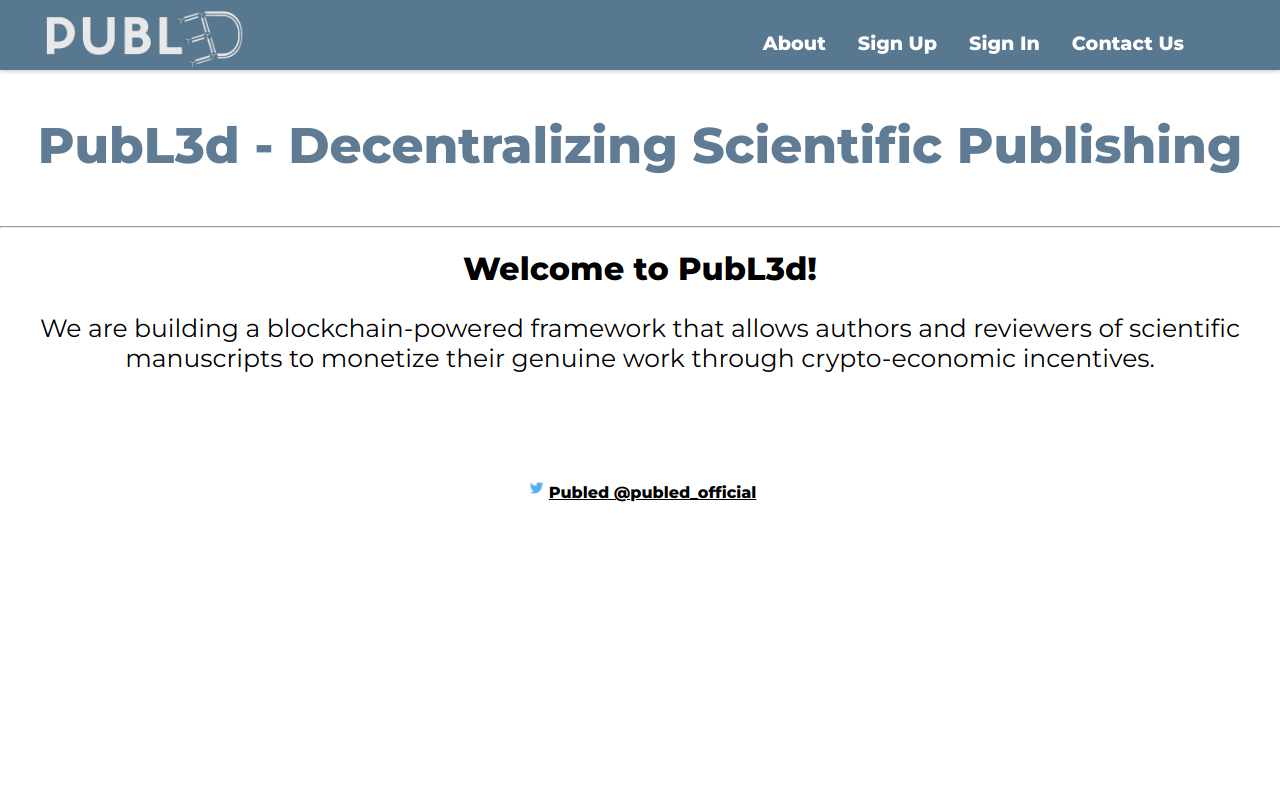 PUBL3D
About Sign Up Sign In Contact Us
PubL3d - Decentralizing Scientific Publishing
Welcome to PubL3d!
We are building a blockchain-powered framework that allows authors and reviewers of scientific
manuscripts to monetize their genuine work through crypto-economic incentives.
Publed @publed_official